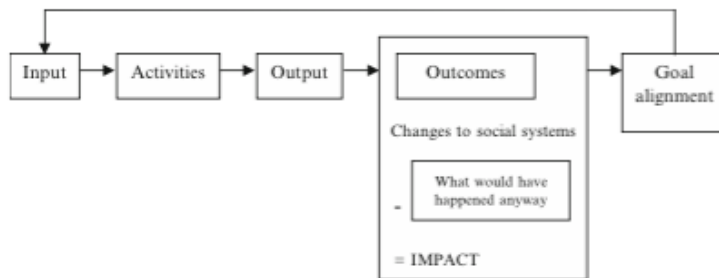 Input
Activities
Output
Outcomes
Goal
alignment
Changes to social systems
What would have
happened anyway
-
= IMPACT